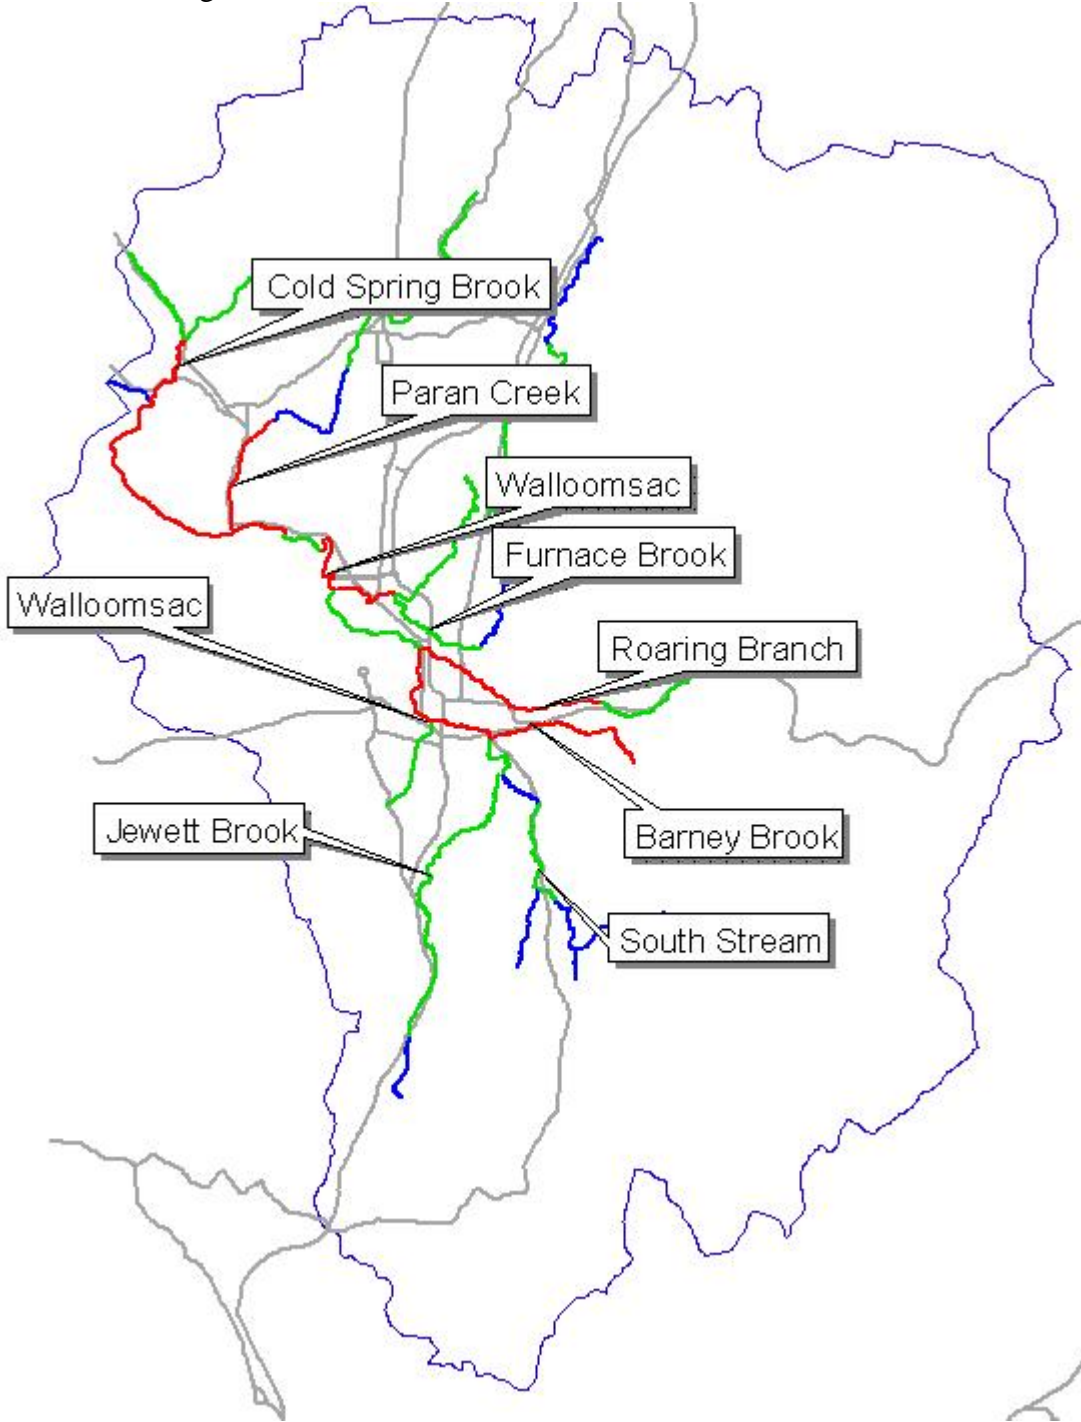 Cold Spring Brook
Paran Creek
Walloomsac
Furnace Brook
Walloomsac
Roaring Branch
Jewett Brook
Barney Brook
South Stream